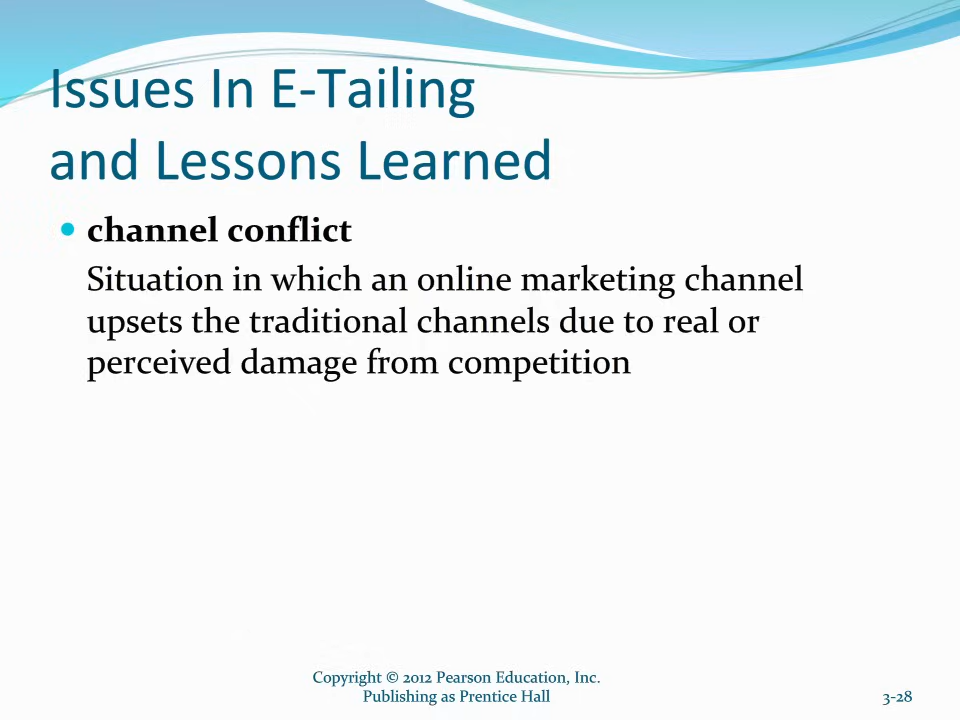 Issues In E-Tailing
and Lessons Learned
• channel conflict
Situation in which an online marketing channel
upsets the traditional channels due to real or
perceived damage from competition
Copyright © 2012 Pearson Education, Inc.
Publishing as Prentice Hall
3-28